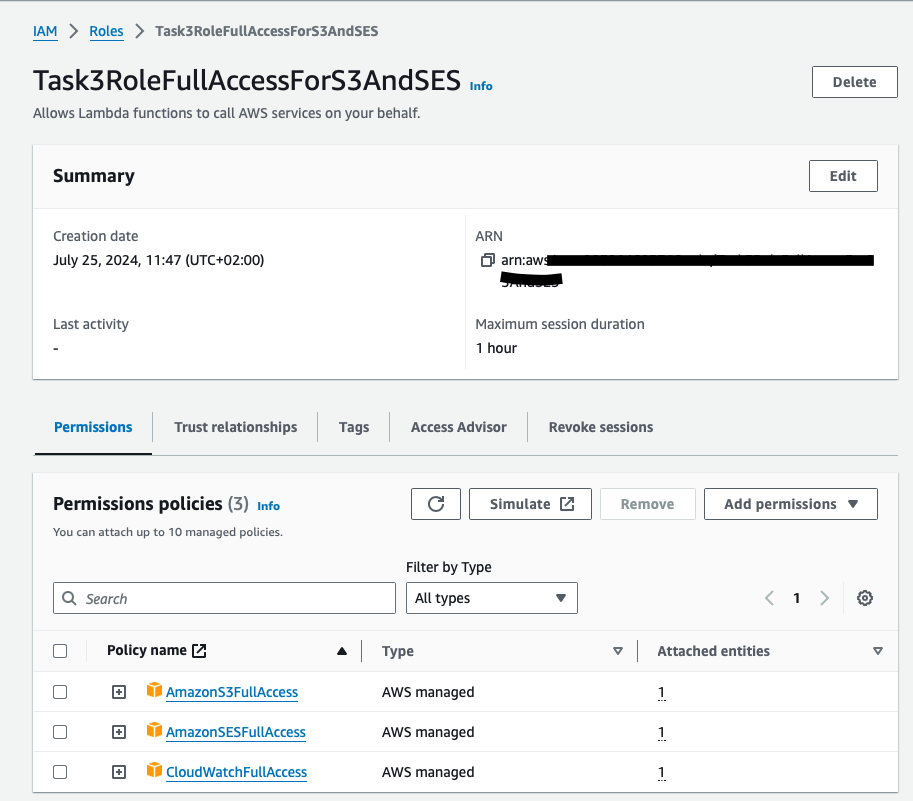 IAM > Roles > Task3RoleFullAccessForS3AndSES
Task3RoleFullAccessForS3AndSES Info
Delete
Allows Lambda functions to call AWS services on your behalf.
Summary
Edit
Creation date
July 25, 2024, 11:47 (UTC+02:00)
ARN
arn:aws
Last activity
-
Maximum session duration
1 hour
Permissions
Trust relationships
Tags
Access Advisor
Revoke sessions
Permissions policies (3) Info
You can attach up to 10 managed policies.
Simulate
Remove
Add permissions
Filter by Type
Search
All types
1
Policy name Type Attached entities
AmazonS3FullAccess AWS managed 1
AmazonSESFullAccess AWS managed 1
CloudWatchFullAccess AWS managed 1